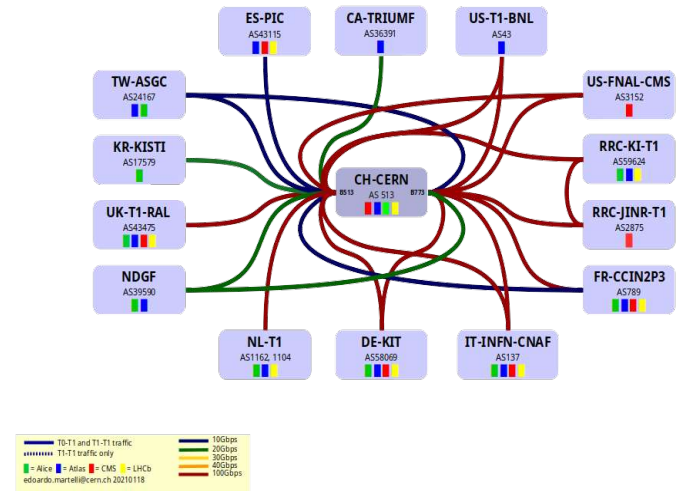 ES-PIC
AS43115
CA-TRIUMF
AS36391
US-T1-BNL
AS43
TW-ASGC
AS24167
US-FNAL-CMS
AS3152
KR-KISTI
AS17579
RRC-KI-T1
AS59624
CH-CERN
AS 513
B513
B773
UK-T1-RAL
AS43475
RRC-JINR-T1
AS2875
NDGF
AS39590
FR-CCIN2P3
AS789
NL-T1
AS1162, 1104
DE-KIT
AS58069
IT-INFN-CNAF
AS137
T0-T1 and T1-T1 traffic
T1-T1 traffic only
= Alice = Atlas = CMS = LHCb
edoardo.martelli@cern.ch 20210118
10Gbps
20Gbps
30Gbps
40Gbps
100Gbps